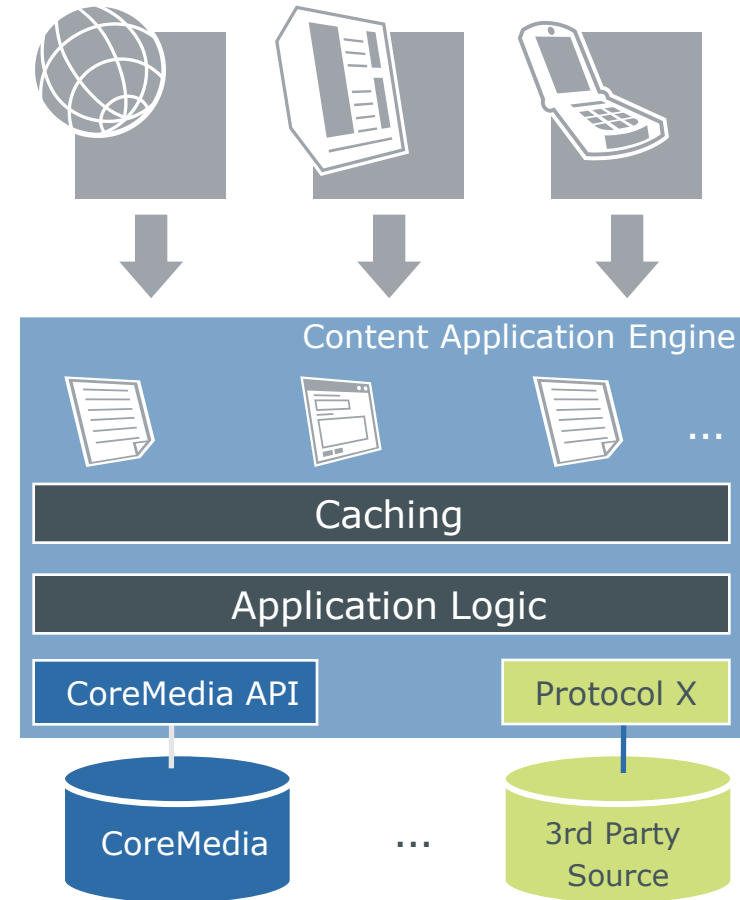 Content Application Engine
...
Caching
Application Logic
CoreMedia API
Protocol X
CoreMedia
...
3rd Party
Source